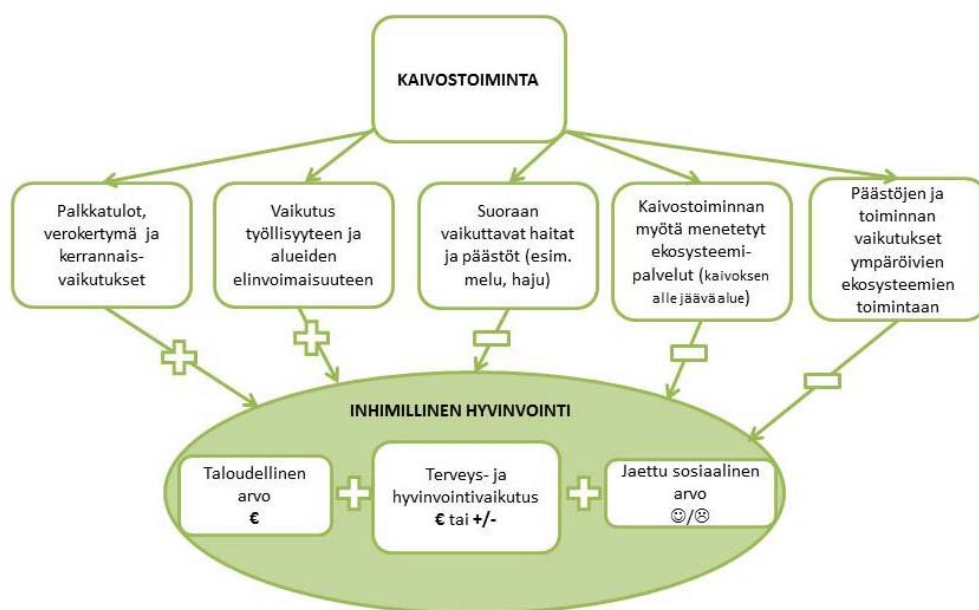 KAIVOSTOIMINTA
Palkkatulot,
verokertymä ja
kerrannais-
vaikutukset
Vaikutus
työllisyyteen ja
alueiden
elinvoimaisuuteen
Suoraan
vaikuttavat haitat
ja päästöt (esim.
melu, haju)
Kaivostoiminnan
myötä menetetyt
ekosysteemi-
palvelut (kaivoksen
alle jäävä alue)
Päästöjen ja
toiminnan
vaikutukset
ympäröivien
ekosysteemien
toimintaan
INHIMILLINEN HYVINVOINTI
Taloudellinen
arvo
€
Terveys- ja
hyvinvointivaikutus
€ tai +/-
Jaettu sosiaalinen
arvo
☺/☹